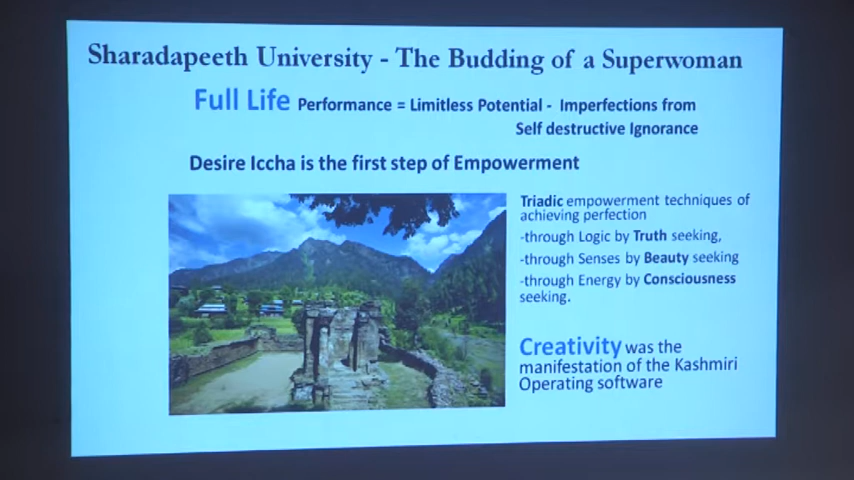 Sharadapeeth University - The Budding of a Superwoman
Full Life Performance = Limitless Potential - Imperfections from
Self destructive Ignorance
Desire Iccha is the first step of Empowerment
Triadic empowerment techniques of
achieving perfection
-through Logic by Truth seeking,
-through Senses by Beauty seeking
-through Energy by Consciousness
seeking.
Creativity was the
manifestation of the Kashmiri
Operating software